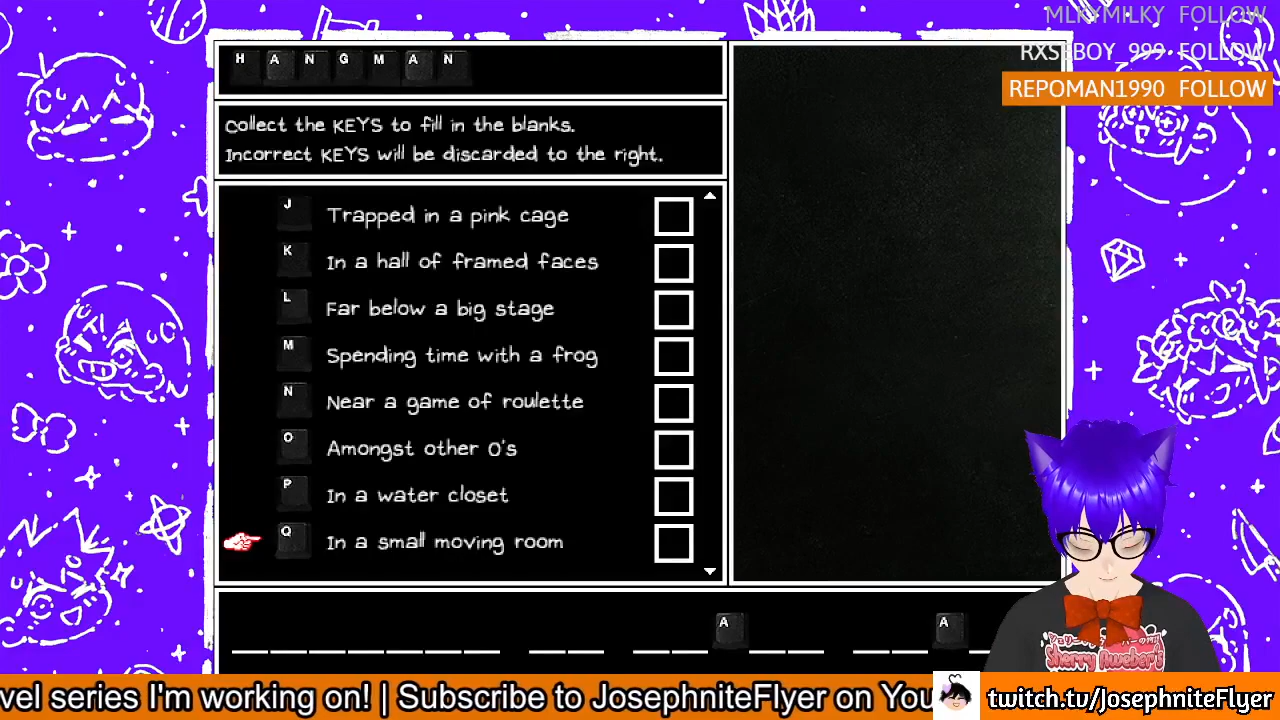 MLKYMILKY FOLLOW
RXSEBOY_999 FOLLOW
REPOMAN1990 FOLLOW
H A N G M A N
Collect the KEYS to fill in the blanks.
Incorrect KEYS will be discarded to the right.
J Trapped in a pink cage
K In a hall of framed faces
L Far below a big stage
M Spending time with a frog
N Near a game of roulette
O Amongst other O's
P In a water closet
Q In a small moving room
A A
Sherry Aweber's
vel series I'm working on! | Subscribe to JosephniteFlyer on You
twitch.tv/JosephniteFlyer